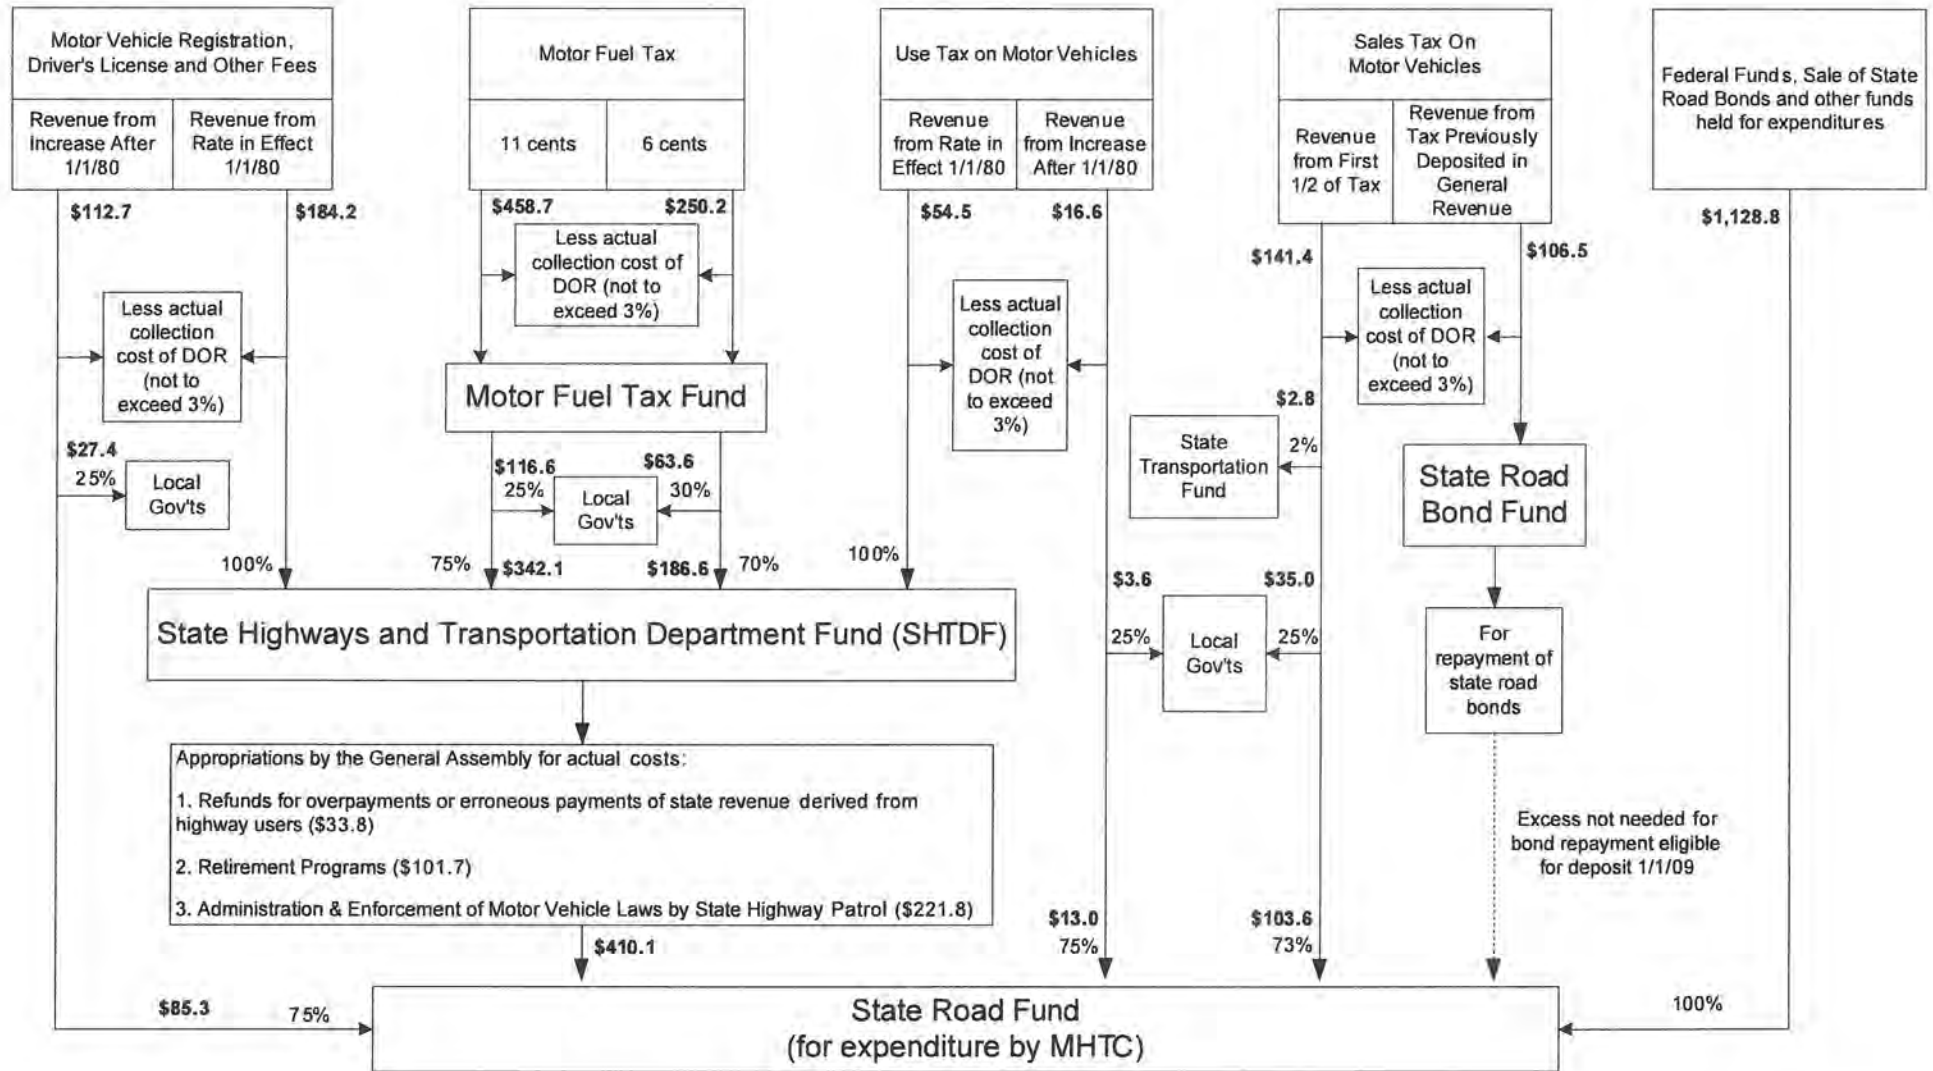 Motor Vehicle Registration,
Driver's License and Other Fees
Revenue from
Increase After
1/1/80
Revenue from
Rate in Effect
1/1/80
$112.7
$184.2
Less actual
collection
cost of DOR
(not to
exceed 3%)
$27.4
25%
Local
Gov'ts
100%
Motor Fuel Tax
11 cents
6 cents
$458.7
$250.2
Less actual
collection cost of
DOR (not to
exceed 3%)
Motor Fuel Tax Fund
$116.6
25%
$63.6
30%
Local
Gov'ts
75%
$342.1
$186.6
70%
Use Tax on Motor Vehicles
Revenue
from Rate in
Effect 1/1/80
Revenue
from Increase
After 1/1/80
$54.5
$16.6
Less actual
collection
cost of
DOR (not
to exceed
3%)
100%
Sales Tax On
Motor Vehicles
Revenue
from First
1/2 of Tax
Revenue from
Tax Previously
Deposited in
General
Revenue
$141.4
$106.5
Less actual
collection
cost of DOR
(not to
exceed 3%)
$2.8
2%
State
Transportation
Fund
State Road
Bond Fund
$3.6
$35.0
25%
Local
Gov'ts
25%
For
repayment of
state road
bonds
Excess not needed for
bond repayment eligible
for deposit 1/1/09
Federal Funds, Sale of State
Road Bonds and other funds
held for expenditures
$1,128.8
State Highways and Transportation Department Fund (SHTDF)
Appropriations by the General Assembly for actual costs:
1. Refunds for overpayments or erroneous payments of state revenue derived from
highway users ($33.8)
2. Retirement Programs ($101.7)
3. Administration & Enforcement of Motor Vehicle Laws by State Highway Patrol ($221.8)
$410.1
$13.0
75%
$103.6
73%
$85.3
75%
100%
State Road Fund
(for expenditure by MHTC)